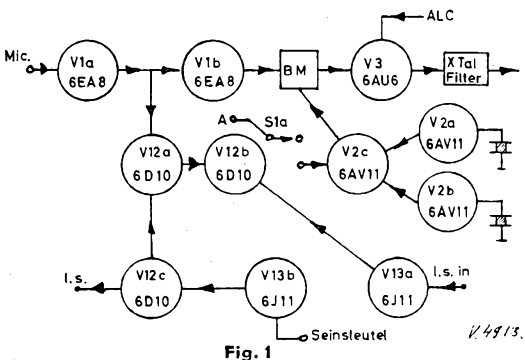 ALC
Mic.
V1a
6EA8
V1b
6EA8
BM
V3
6AU6
X Tal
Filter
A
S1a
V2a
6AV11
V12a
6D10
V12b
6D10
V2c
6AV11
V2b
6AV11
l.s.
V12c
6D10
V13b
6J11
V13a
6J11
l.s. in
Seinsleutel
V.4913.
Fig. 1